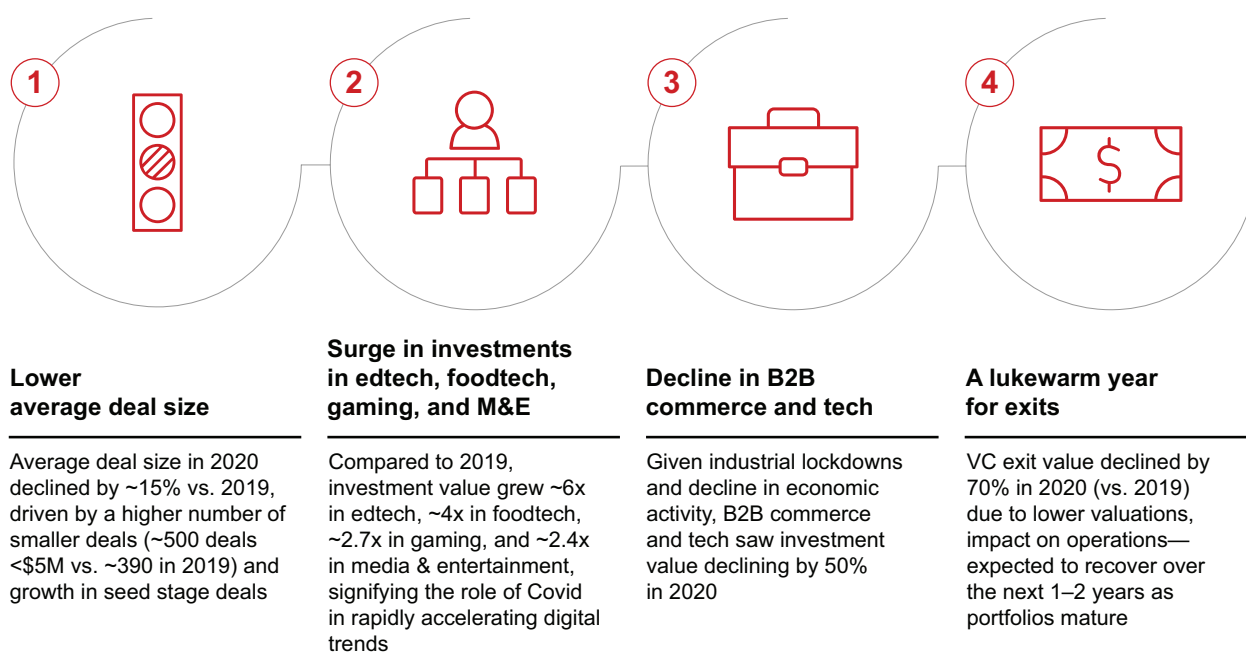 1
Lower
average deal size
Average deal size in 2020
declined by ~15% vs. 2019,
driven by a higher number of
smaller deals (~500 deals
<$5M vs. ~390 in 2019) and
growth in seed stage deals
2
Surge in investments
in edtech, foodtech,
gaming, and M&E
Compared to 2019,
investment value grew ~6x
in edtech, ~4x in foodtech,
~2.7x in gaming, and ~2.4x
in media & entertainment,
signifying the role of Covid
in rapidly accelerating digital
trends
3
Decline in B2B
commerce and tech
Given industrial lockdowns
and decline in economic
activity, B2B commerce
and tech saw investment
value declining by 50%
in 2020
4
$
A lukewarm year
for exits
VC exit value declined by
70% in 2020 (vs. 2019)
due to lower valuations,
impact on operations—
expected to recover over
the next 1–2 years as
portfolios mature